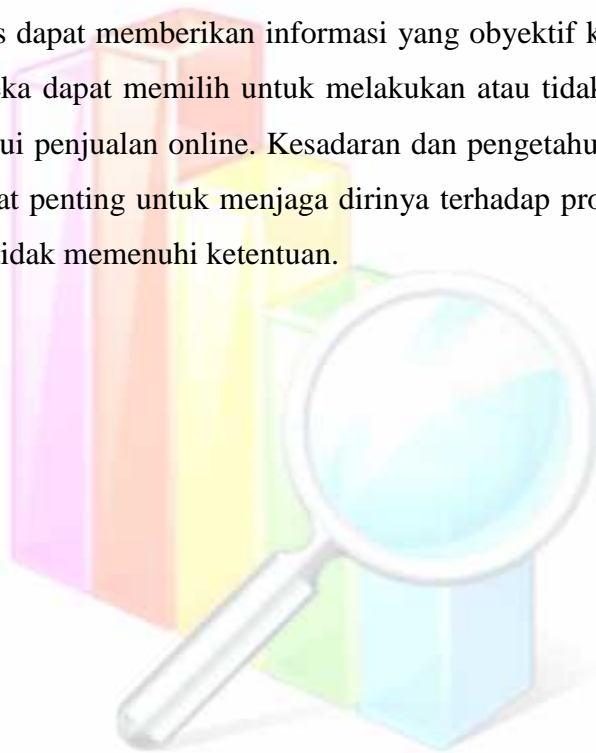 s dapat memberikan informasi yang obyektif k
ka dapat memilih untuk melakukan atau tidak
ui penjualan online. Kesadaran dan pengetahu
at penting untuk menjaga dirinya terhadap pro
tidak memenuhi ketentuan.